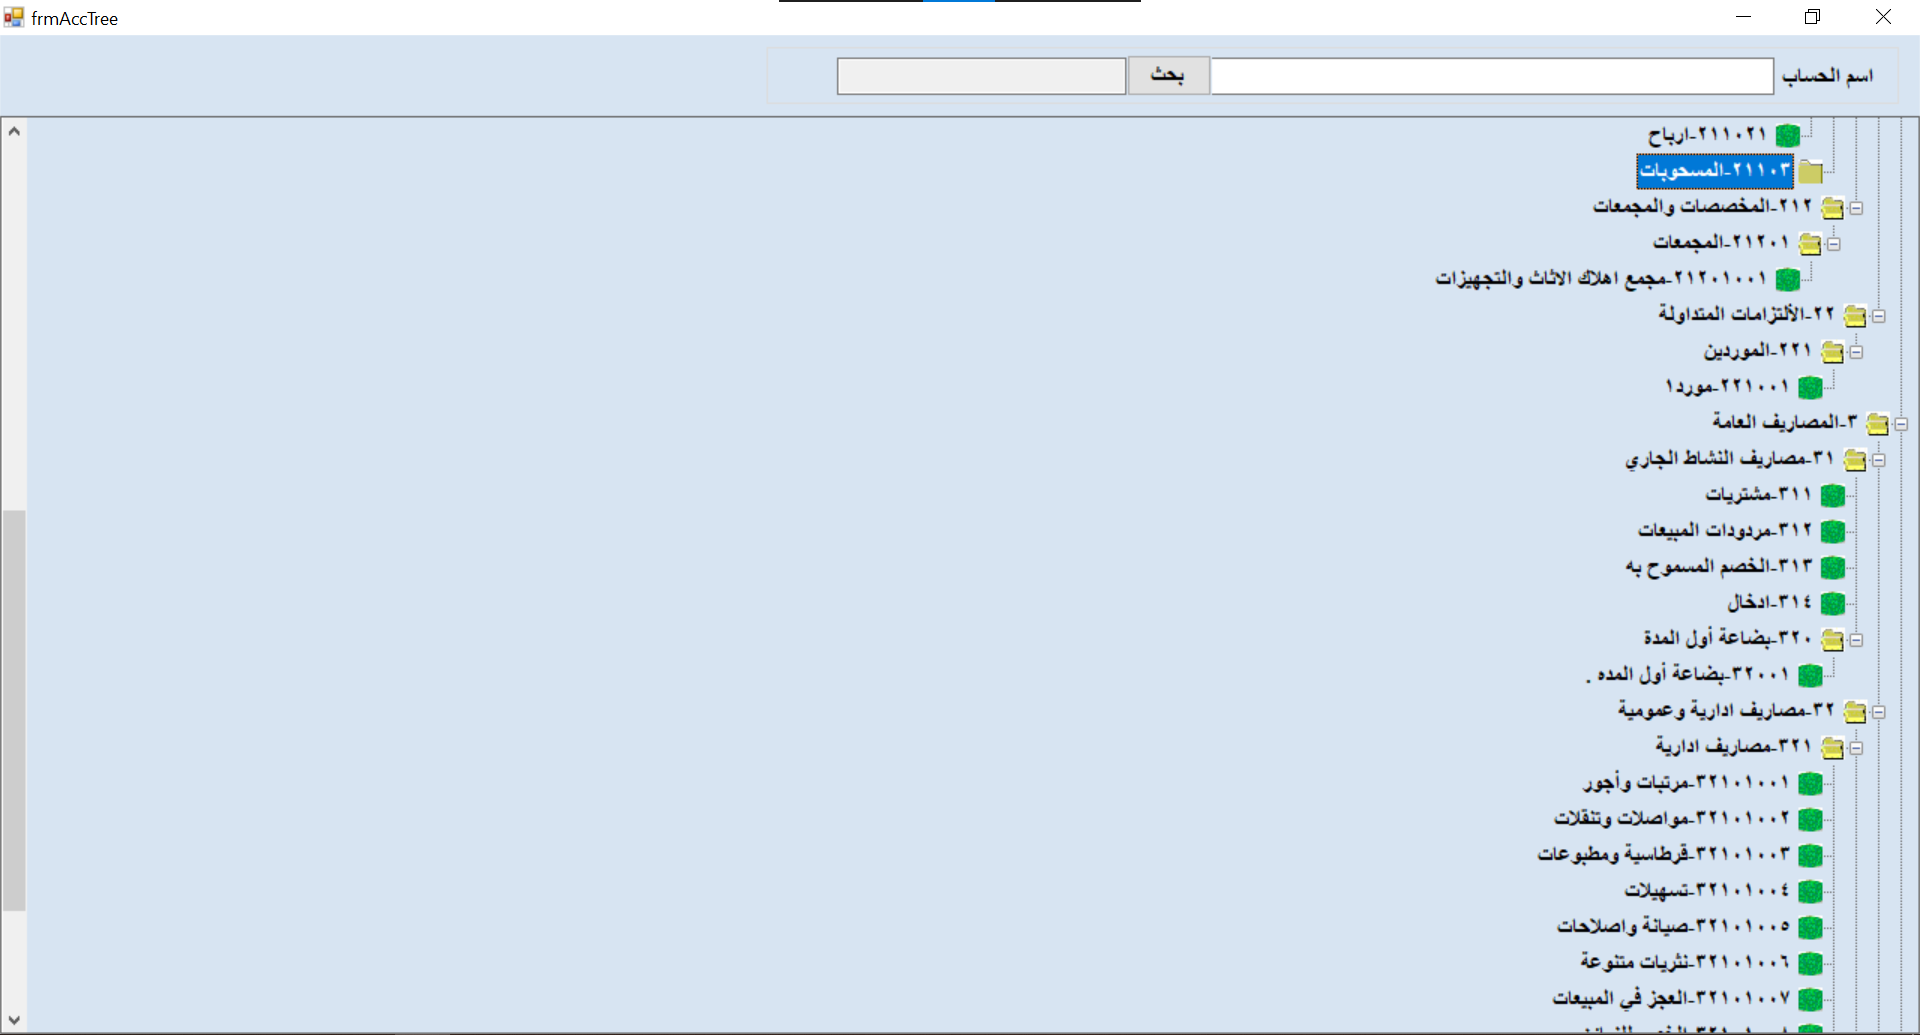 frmAccTree
اسم الحساب
بحث
٢١١٠٢١-ارباح
٢١١٠٣-المسحوبات
٢١٢-المخصصات والمجمعات
٢١٢٠١-المجمعات
٢١٢٠١٠٠١-مجمع اهلاك الاثاث والتجهيزات
٢٢-الألتزامات المتداولة
٢٢١-الموردين
٢٢١٠٠١-مورد١
٣-المصاريف العامة
٣١-مصاريف النشاط الجاري
٣١١-مشتريات
٣١٢-مردودات المبيعات
٣١٣-الخصم المسموح به
٣١٤-ادخال
٣٢٠-بضاعة أول المدة
٣٢٠٠١-بضاعة أول المده .
٣٢-مصاريف ادارية وعمومية
٣٢١-مصاريف ادارية
٣٢١٠١٠٠١-مرتبات وأجور
٣٢١٠١٠٠٢-مواصلات وتنقلات
٣٢١٠١٠٠٣-قرطاسية ومطبوعات
٣٢١٠١٠٠٤-تسهيلات
٣٢١٠١٠٠٥-صيانة واصلاحات
٣٢١٠١٠٠٦-نثريات متنوعة
٣٢١٠١٠٠٧-العجز في المبيعات